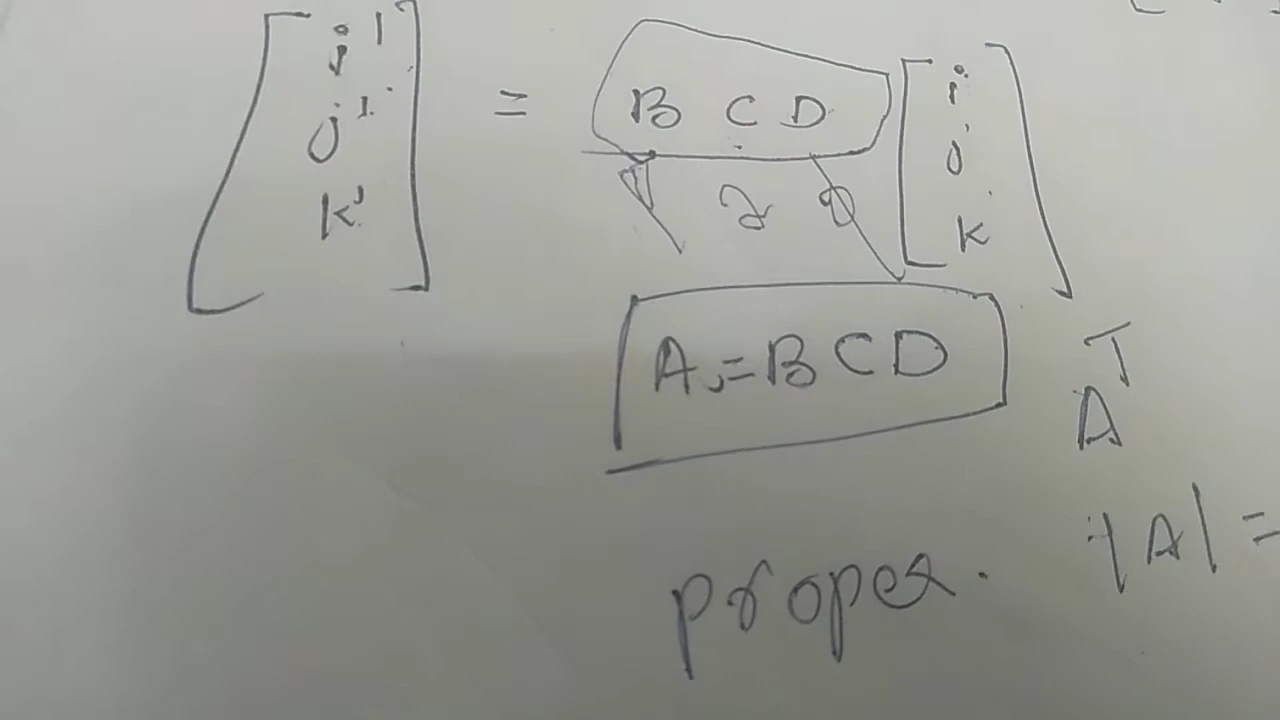 i'
j' = B C D i
k' j
k
A = B C D
A T
|A| =
proper.